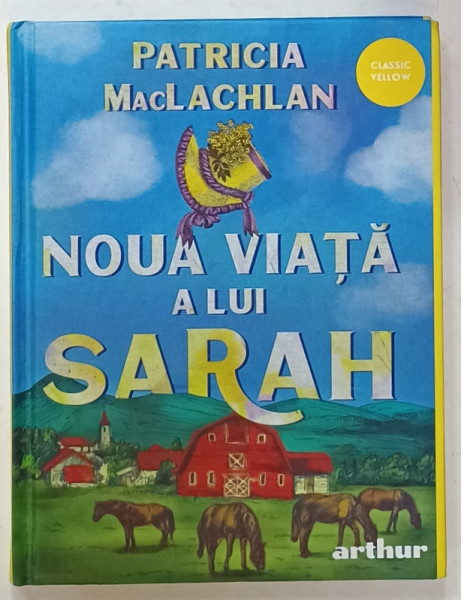 PATRICIA
MACLACHLAN
CLASSIC
YELLOW
NOUA VIAȚĂ
A LUI
SARAH
arthur